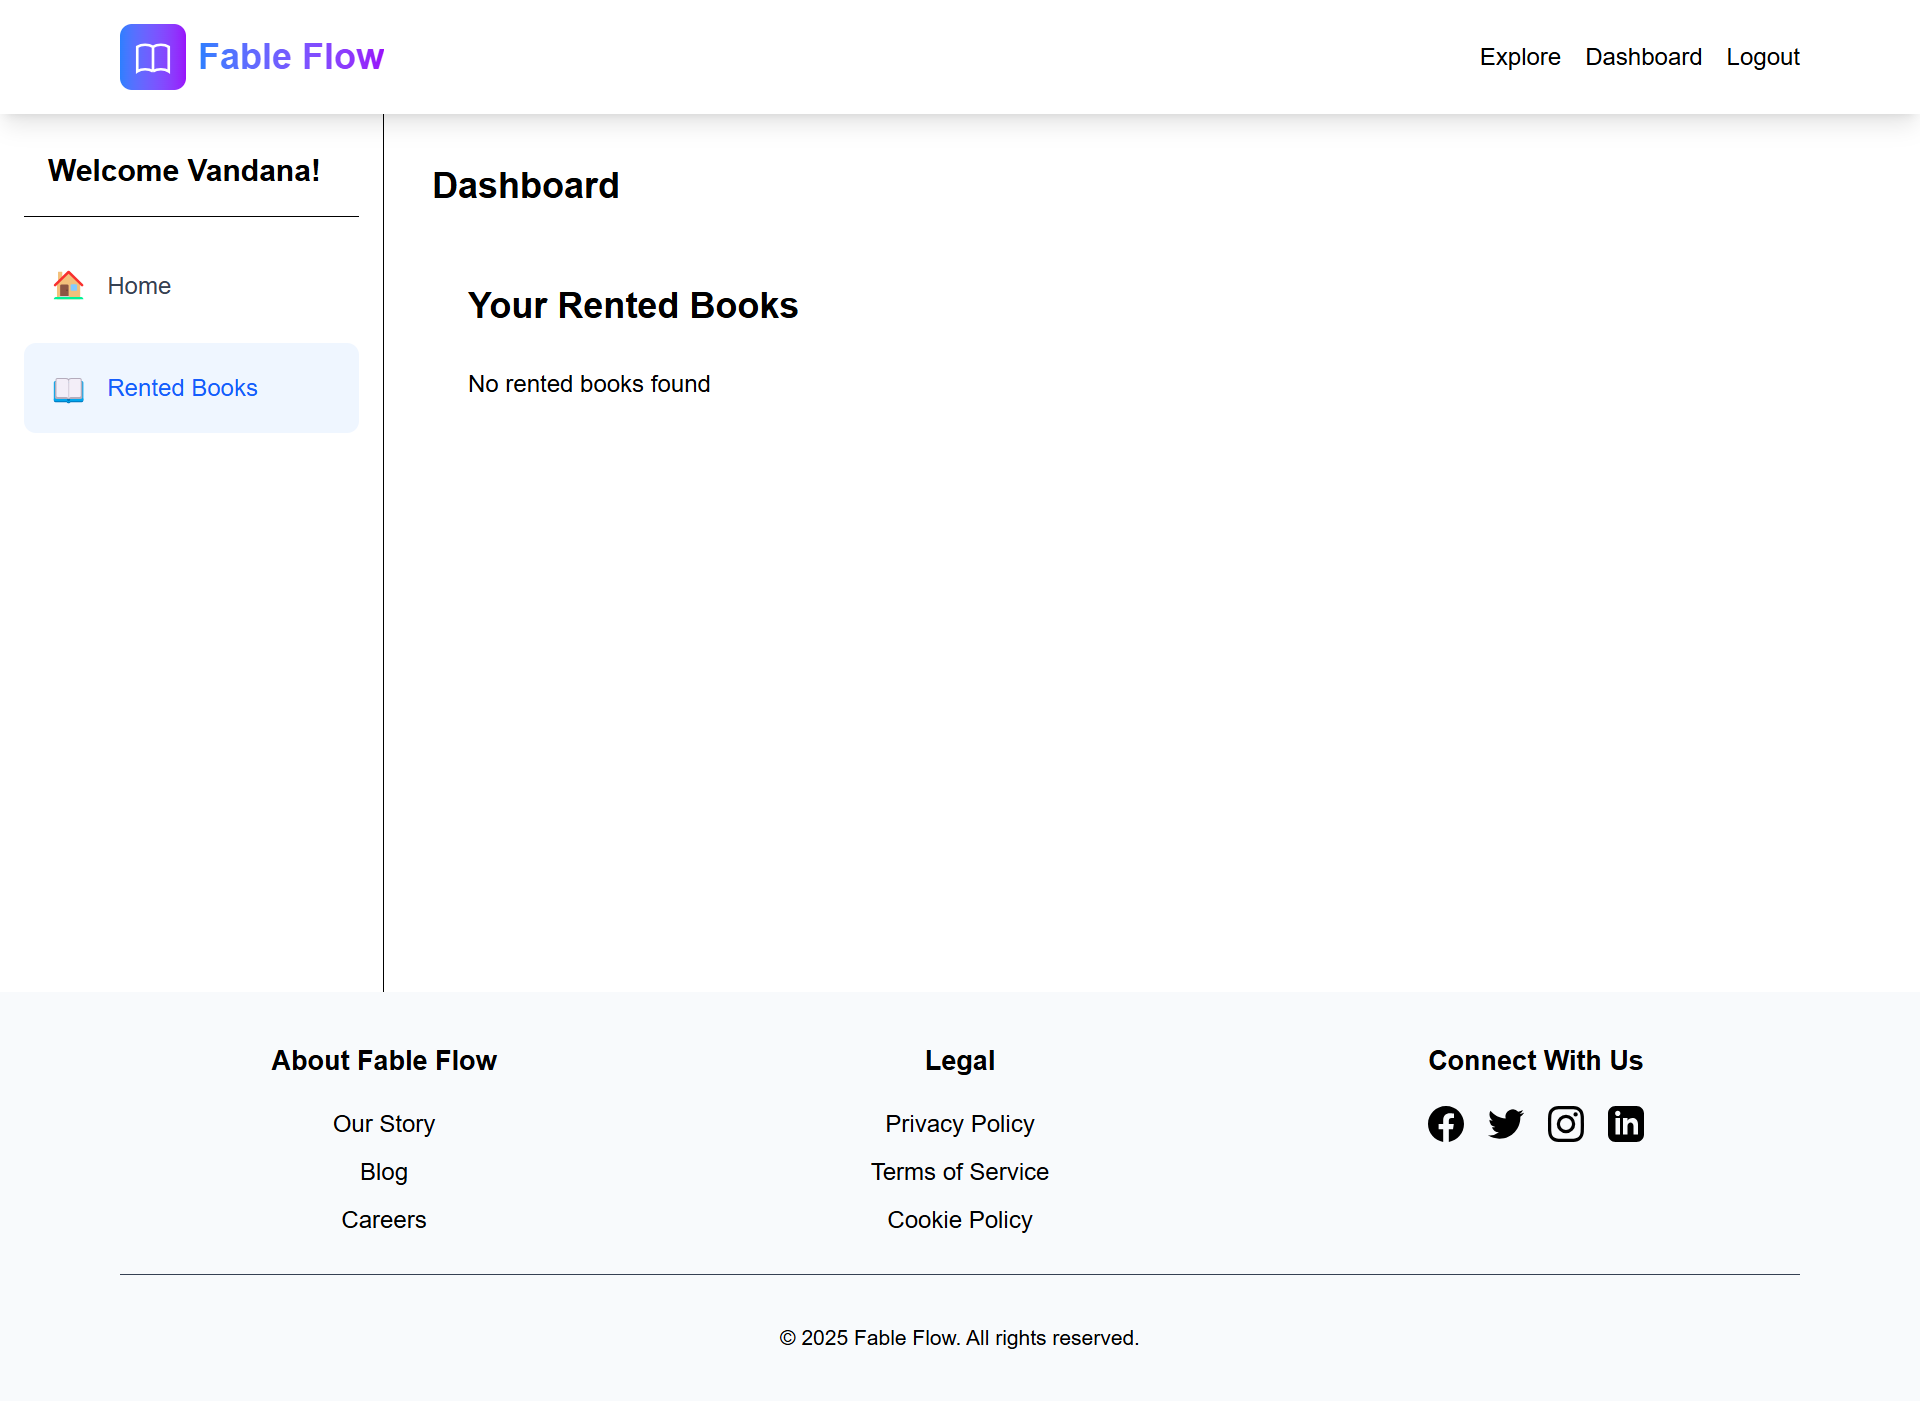 Fable Flow
Explore Dashboard Logout
Welcome Vandana!
Home
Rented Books
Dashboard
Your Rented Books
No rented books found
About Fable Flow
Our Story
Blog
Careers
Legal
Privacy Policy
Terms of Service
Cookie Policy
Connect With Us
© 2025 Fable Flow. All rights reserved.